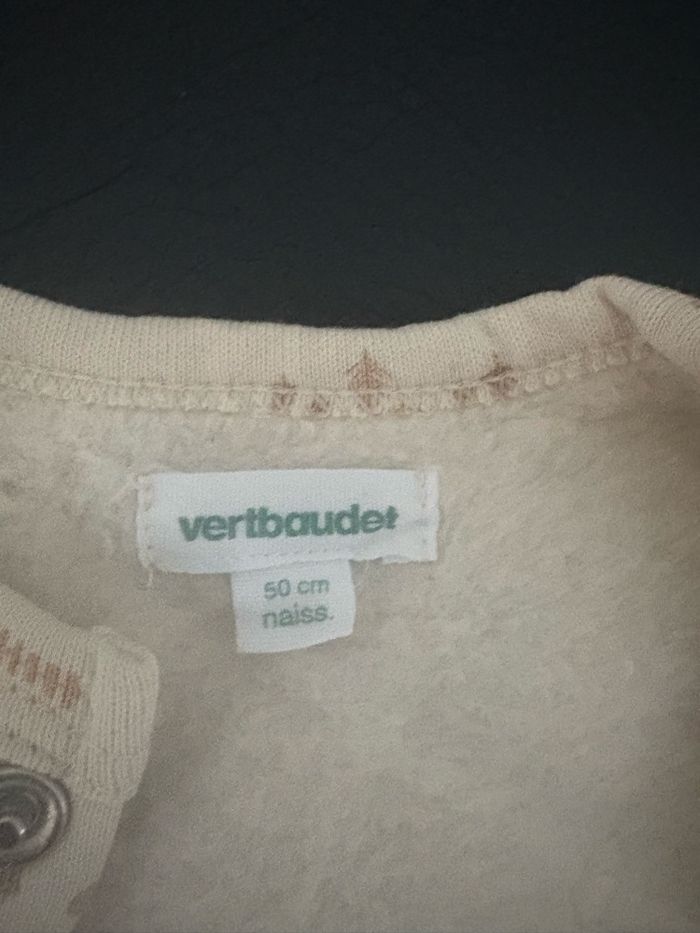 vertbaudet
50 cm
naiss.